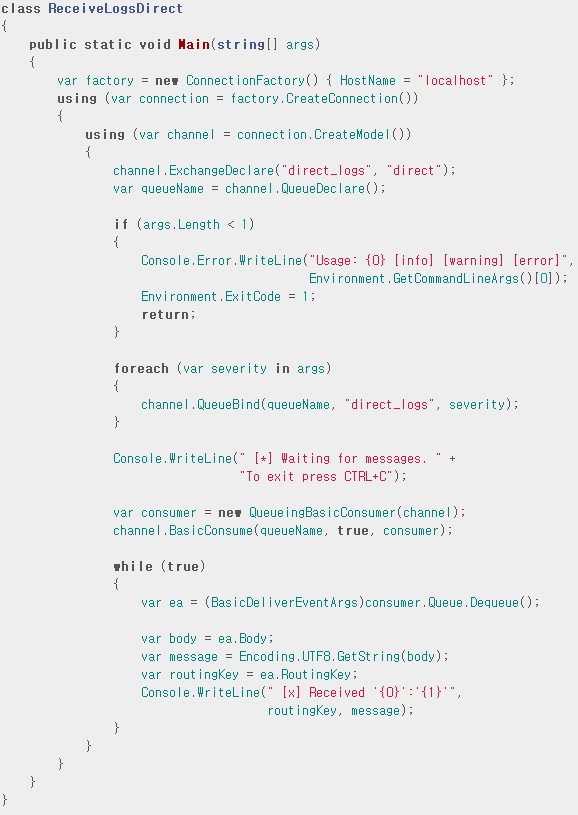 class ReceiveLogsDirect
{
    public static void Main(string[] args)
    {
        var factory = new ConnectionFactory() { HostName = "localhost" };
        using (var connection = factory.CreateConnection())
        {
            using (var channel = connection.CreateModel())
            {
                channel.ExchangeDeclare("direct_logs", "direct");
                var queueName = channel.QueueDeclare();

                if (args.Length < 1)
                {
                    Console.Error.WriteLine("Usage: {0} [info] [warning] [error]",
                                            Environment.GetCommandLineArgs()[0]);
                    Environment.ExitCode = 1;
                    return;
                }

                foreach (var severity in args)
                {
                    channel.QueueBind(queueName, "direct_logs", severity);
                }

                Console.WriteLine(" [*] Waiting for messages. " +
                                  "To exit press CTRL+C");

                var consumer = new QueueingBasicConsumer(channel);
                channel.BasicConsume(queueName, true, consumer);

                while (true)
                {
                    var ea = (BasicDeliverEventArgs)consumer.Queue.Dequeue();

                    var body = ea.Body;
                    var message = Encoding.UTF8.GetString(body);
                    var routingKey = ea.RoutingKey;
                    Console.WriteLine(" [x] Received '{0}':'{1}'",
                                      routingKey, message);
                }
            }
        }
    }
}